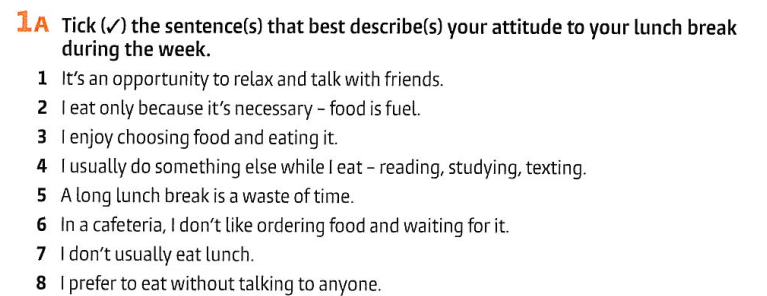 1A Tick (✓) the sentence(s) that best describe(s) your attitude to your lunch break
during the week.
1 It's an opportunity to relax and talk with friends.
2 I eat only because it's necessary – food is fuel.
3 I enjoy choosing food and eating it.
4 I usually do something else while I eat – reading, studying, texting.
5 A long lunch break is a waste of time.
6 In a cafeteria, I don't like ordering food and waiting for it.
7 I don't usually eat lunch.
8 I prefer to eat without talking to anyone.